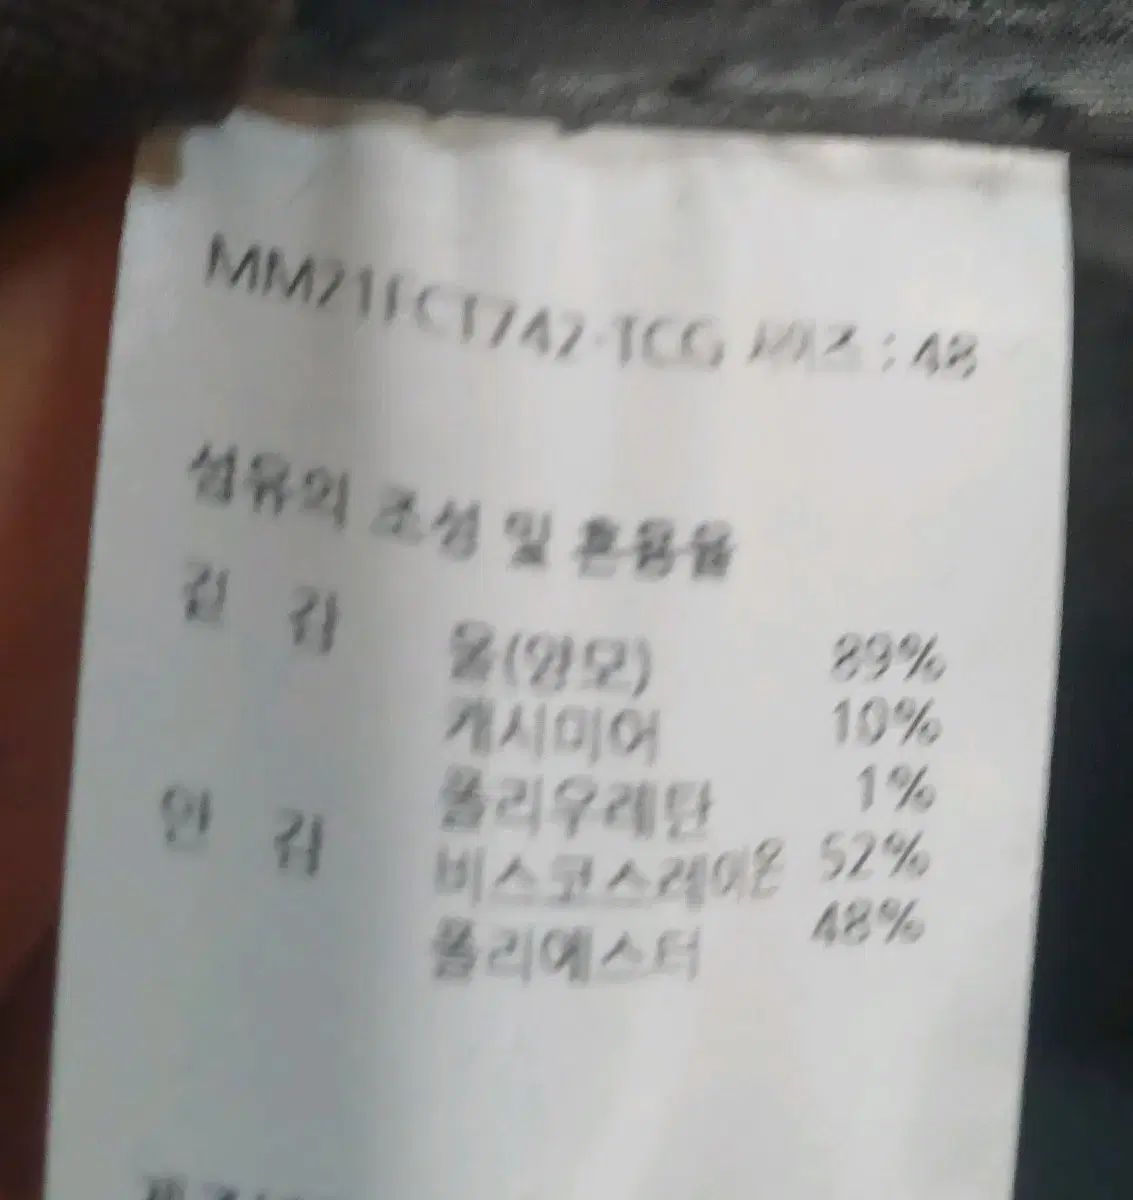 MM21FCT742-TCG 사이즈 : 48
섬유의 조성 및 혼용율
겉 감 울(양모) 89%
캐시미어 10%
폴리우레탄 1%
안 감 비스코스레이온 52%
폴리에스터 48%